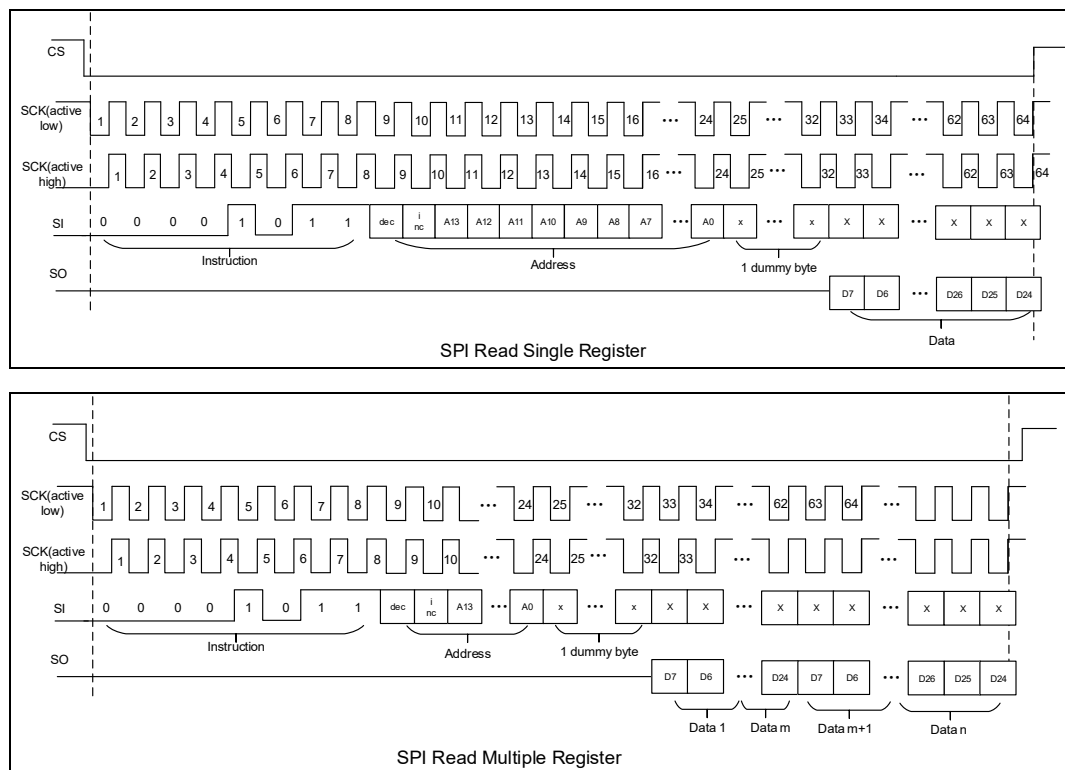 CS
SCK(active low) 1 2 3 4 5 6 7 8 9 10 11 12 13 14 15 16 ••• 24 25 ••• 32 33 34 ••• 62 63 64
SCK(active high) 1 2 3 4 5 6 7 8 9 10 11 12 13 14 15 16 ••• 24 25 ••• 32 33 ••• 62 63 64
SI 0 0 0 0 1 0 1 1 dec inc A13 A12 A11 A10 A9 A8 A7 ••• A0 x ••• x X X ••• X X X
Instruction Address 1 dummy byte
SO D7 D6 ••• D26 D25 D24
Data
SPI Read Single Register
CS
SCK(active low) 1 2 3 4 5 6 7 8 9 10 ••• 24 25 ••• 32 33 34 ••• 62 63 64 •••
SCK(active high) 1 2 3 4 5 6 7 8 9 10 ••• 24 25 ••• 32 33 ••• •••
SI 0 0 0 0 1 0 1 1 dec inc A13 ••• A0 x ••• x X X ••• X X X ••• X X X
Instruction Address 1 dummy byte
SO D7 D6 ••• D24 D7 D6 ••• D26 D25 D24
Data 1 Data m Data m+1 Data n
SPI Read Multiple Register